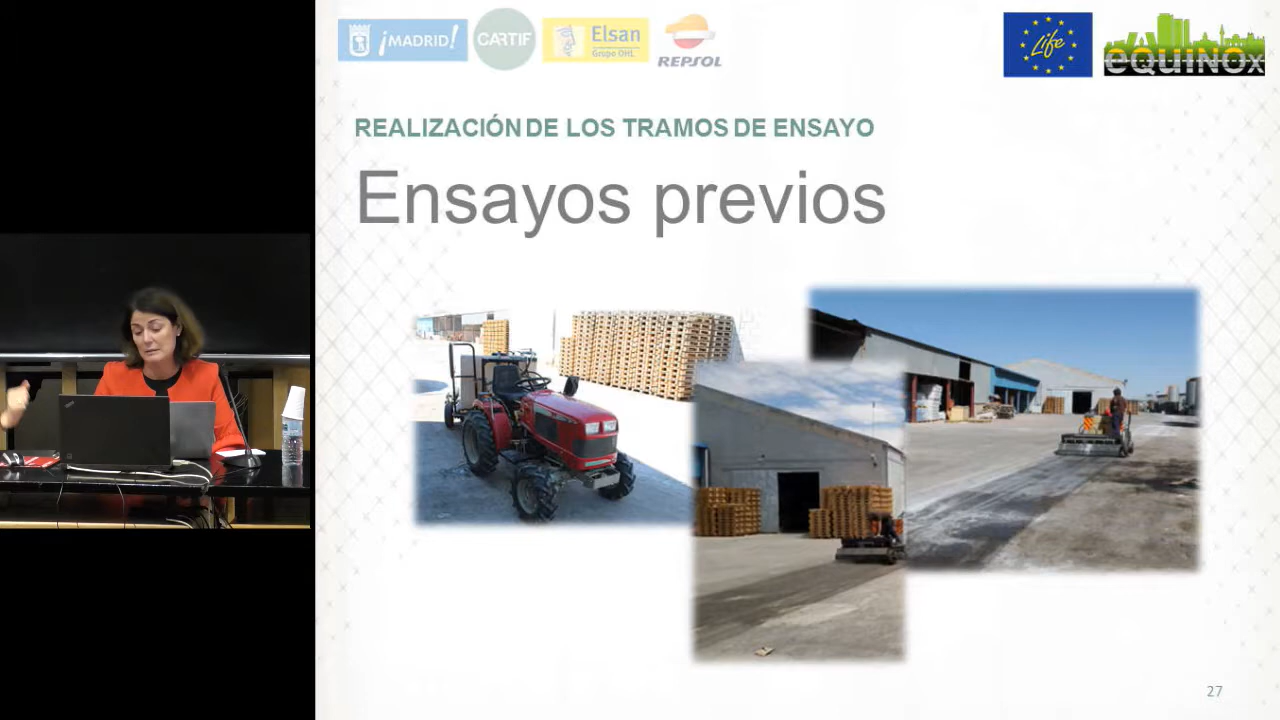 ¡MADRID!
CARTIF
Elsan
Grupo OHL
REPSOL
Life
eQUINOx
REALIZACIÓN DE LOS TRAMOS DE ENSAYO
Ensayos previos
27